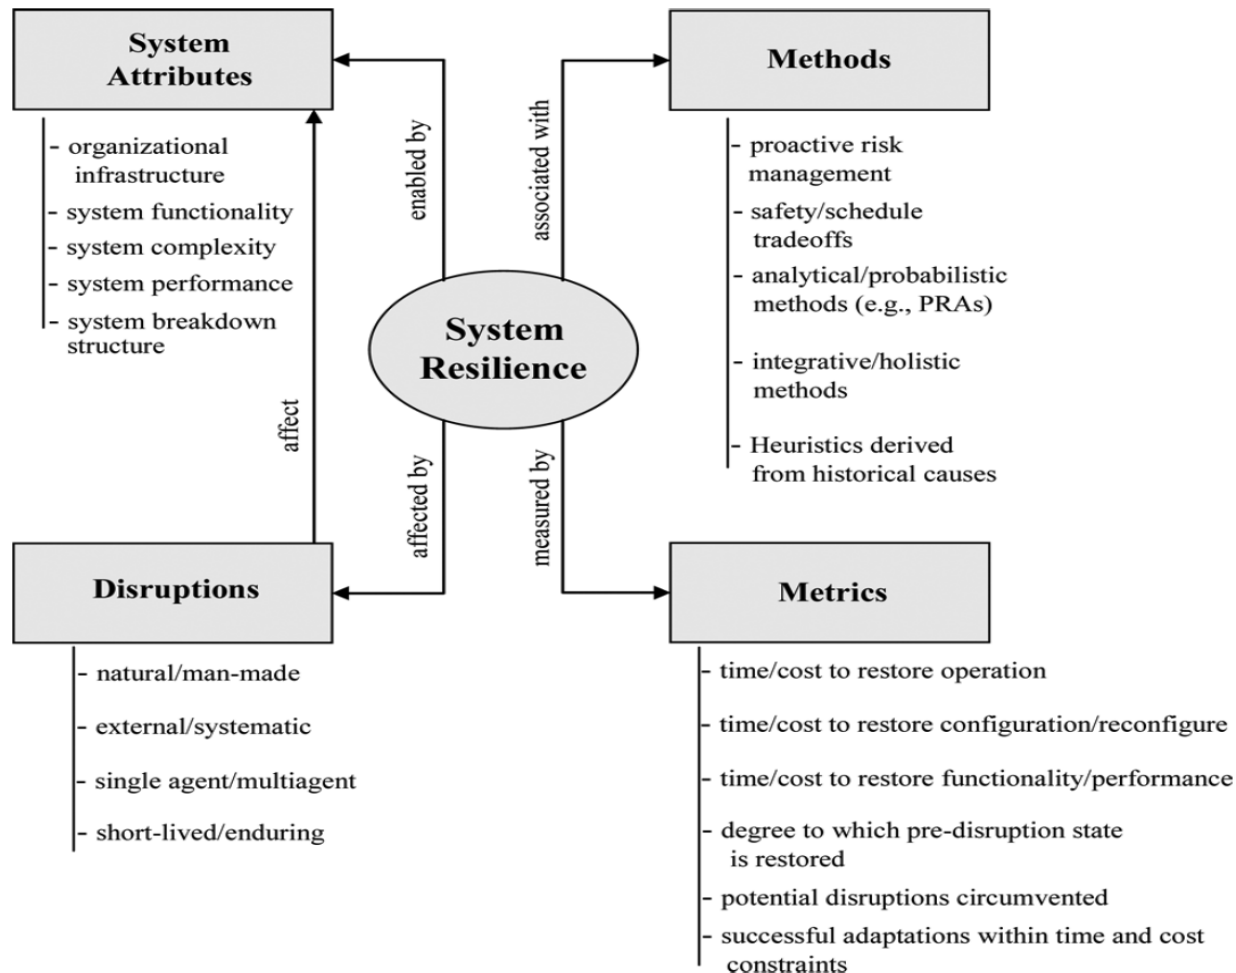 System
Attributes
- organizational
infrastructure
- system functionality
- system complexity
- system performance
- system breakdown
structure
enabled by
associated with
Methods
- proactive risk
management
- safety/schedule
tradeoffs
- analytical/probabilistic
methods (e.g., PRAs)
- integrative/holistic
methods
- Heuristics derived
from historical causes
System
Resilience
affect
affected by
measured by
Disruptions
- natural/man-made
- external/systematic
- single agent/multiagent
- short-lived/enduring
Metrics
- time/cost to restore operation
- time/cost to restore configuration/reconfigure
- time/cost to restore functionality/performance
- degree to which pre-disruption state
is restored
- potential disruptions circumvented
- successful adaptations within time and cost
constraints